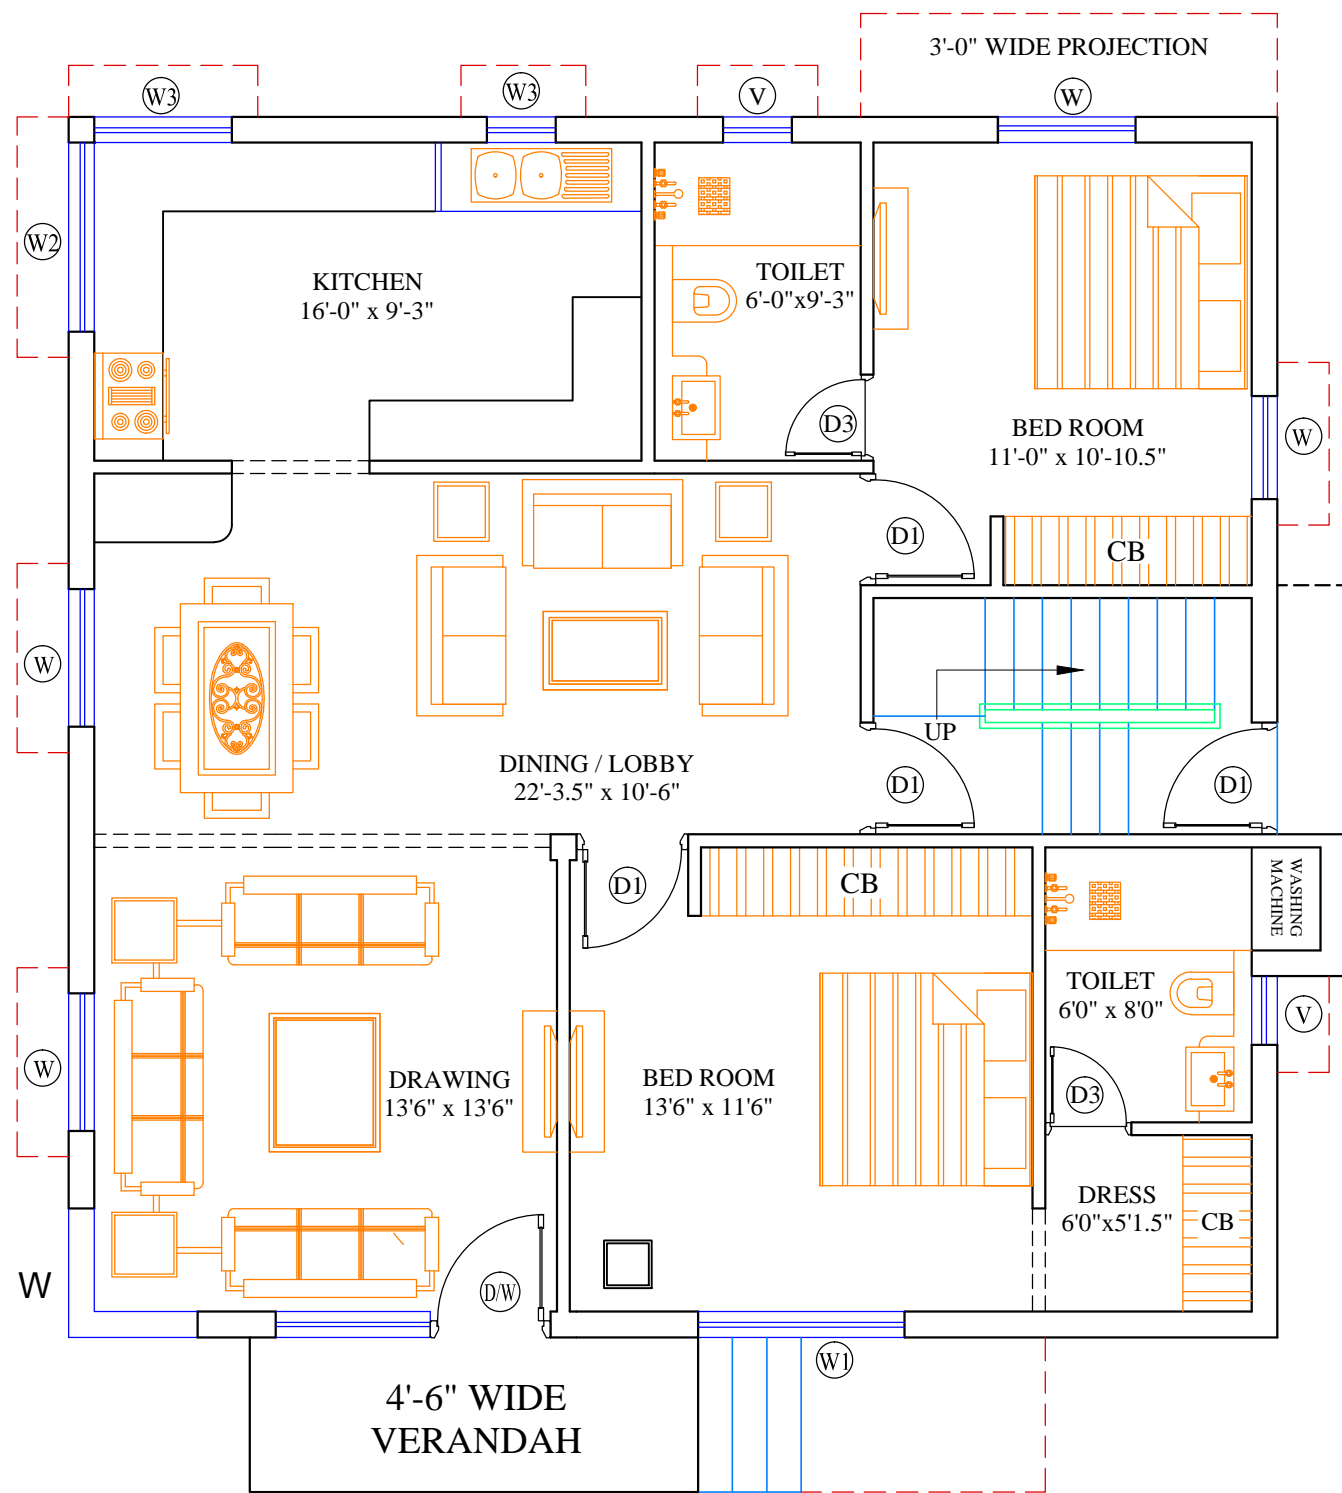 3'-0" WIDE PROJECTION
W3
W3
V
W
W2
KITCHEN
16'-0" x 9'-3"
TOILET
6'-0"x9'-3"
D3
BED ROOM
11'-0" x 10'-10.5"
W
D1
CB
W
UP
DINING / LOBBY
22'-3.5" x 10'-6"
D1
D1
D1
CB
WASHING
MACHINE
TOILET
6'0" x 8'0"
V
W
DRAWING
13'6" x 13'6"
BED ROOM
13'6" x 11'6"
D3
DRESS
6'0"x5'1.5"
CB
W
D/W
W1
4'-6" WIDE
VERANDAH